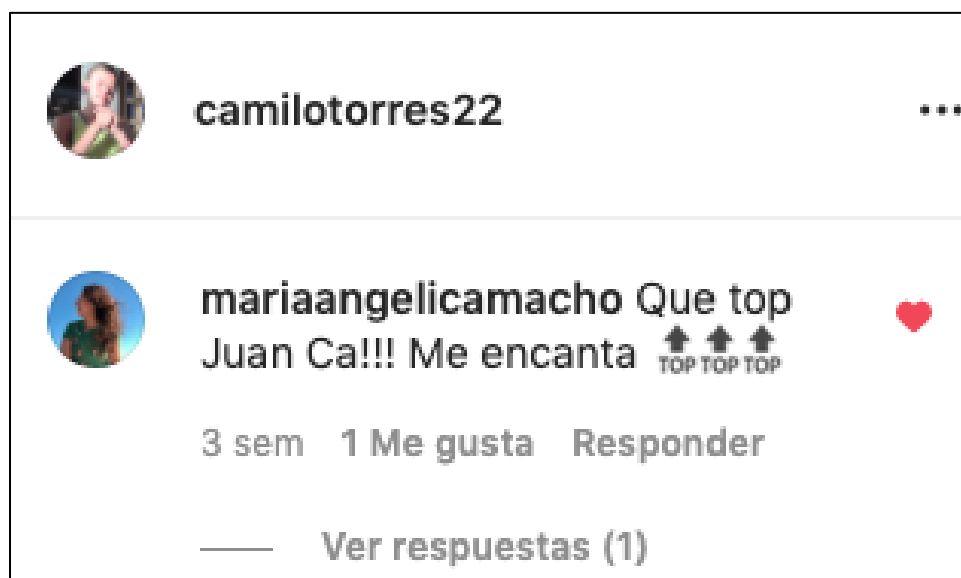 camilotorres22
mariaangelicamacho Que top
Juan Ca!!! Me encanta 🔝🔝🔝
3 sem 1 Me gusta Responder
Ver respuestas (1)